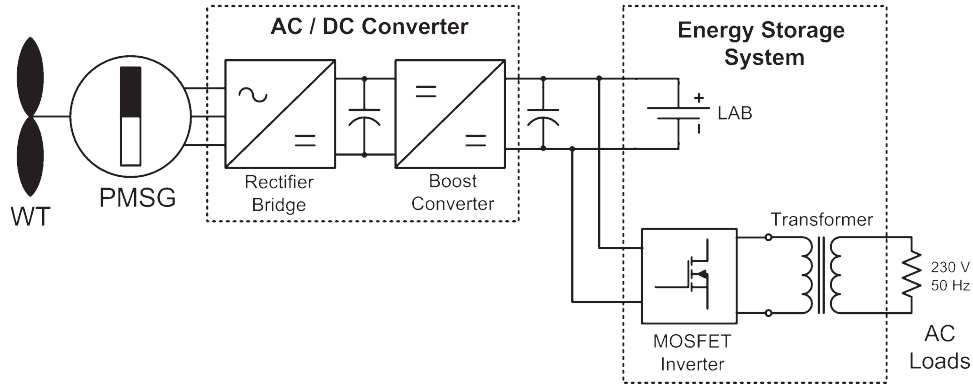 AC / DC Converter
Energy Storage
System
+
LAB
WT
PMSG
Rectifier
Bridge
Boost
Converter
Transformer
230 V
50 Hz
MOSFET
Inverter
AC
Loads